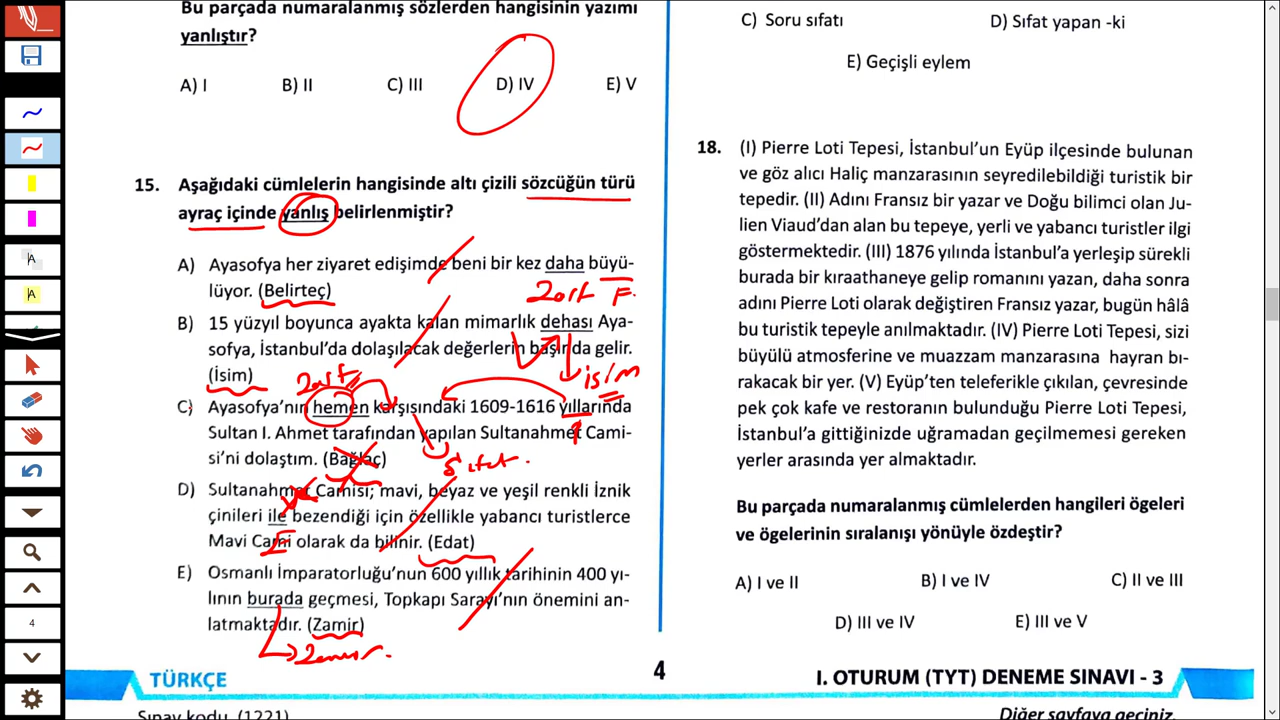 Bu parçada numaralanmış sözlerden hangisinin yazımı
yanlıştır?
A) I
B) II
C) III
D) IV
E) V
15. Aşağıdaki cümlelerin hangisinde altı çizili sözcüğün türü
ayraç içinde yanlış belirlenmiştir?
A) Ayasofya her ziyaret edişimde beni bir kez daha büyü-
lüyor. (Belirteç)
Zarf F.
B) 15 yüzyıl boyunca ayakta kalan mimarlık dehası Aya-
sofya, İstanbul'da dolaşılacak değerlerin başında gelir.
(İsim)
isim
Zarf
C) Ayasofya'nın hemen karşısındaki 1609-1616 yıllarında
Sultan I. Ahmet tarafından yapılan Sultanahmet Cami-
si'ni dolaştım. (Bağlaç)
Sıfat.
D) Sultanahmet Camisi; mavi, beyaz ve yeşil renkli İznik
çinileri ile bezendiği için özellikle yabancı turistlerce
Mavi Cami olarak da bilinir. (Edat)
E
E) Osmanlı İmparatorluğu'nun 600 yıllık tarihinin 400 yı-
lının burada geçmesi, Topkapı Sarayı'nın önemini an-
latmaktadır. (Zamir)
Zamir.
C) Soru sıfatı
D) Sıfat yapan -ki
E) Geçişli eylem
18. (I) Pierre Loti Tepesi, İstanbul'un Eyüp ilçesinde bulunan
ve göz alıcı Haliç manzarasının seyredilebildiği turistik bir
tepedir. (II) Adını Fransız bir yazar ve Doğu bilimci olan Ju-
lien Viaud'dan alan bu tepeye, yerli ve yabancı turistler ilgi
göstermektedir. (III) 1876 yılında İstanbul'a yerleşip sürekli
burada bir kıraathaneye gelip romanını yazan, daha sonra
adını Pierre Loti olarak değiştiren Fransız yazar, bugün hâlâ
bu turistik tepeyle anılmaktadır. (IV) Pierre Loti Tepesi, sizi
büyülü atmosferine ve muazzam manzarasına hayran bı-
rakacak bir yer. (V) Eyüp'ten teleferikle çıkılan, çevresinde
pek çok kafe ve restoranın bulunduğu Pierre Loti Tepesi,
İstanbul'a gittiğinizde uğramadan geçilmemesi gereken
yerler arasında yer almaktadır.
Bu parçada numaralanmış cümlelerden hangileri ögeleri
ve ögelerinin sıralanışı yönüyle özdeştir?
A) I ve II
B) I ve IV
C) II ve III
D) III ve IV
E) III ve V
A
A
4
TÜRKÇE
4
I. OTURUM (TYT) DENEME SINAVI - 3
Sınav kodu (1221)
Diğer sayfaya geçiniz.